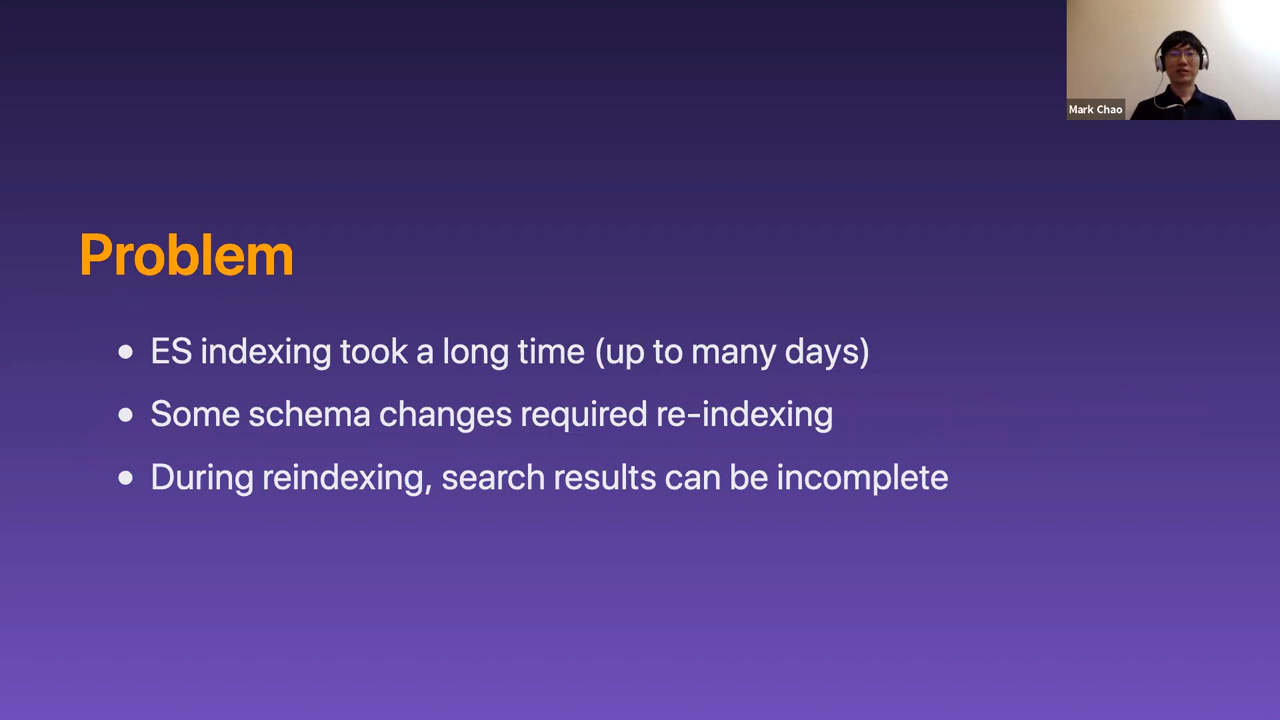 Mark Chao
Problem
• ES indexing took a long time (up to many days)
• Some schema changes required re-indexing
• During reindexing, search results can be incomplete